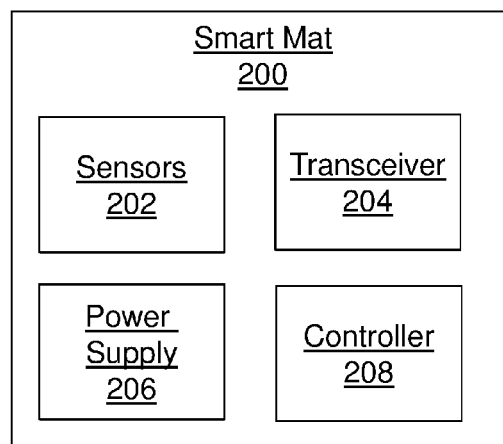 Smart Mat
200
Sensors
202
Transceiver
204
Power
Supply
206
Controller
208